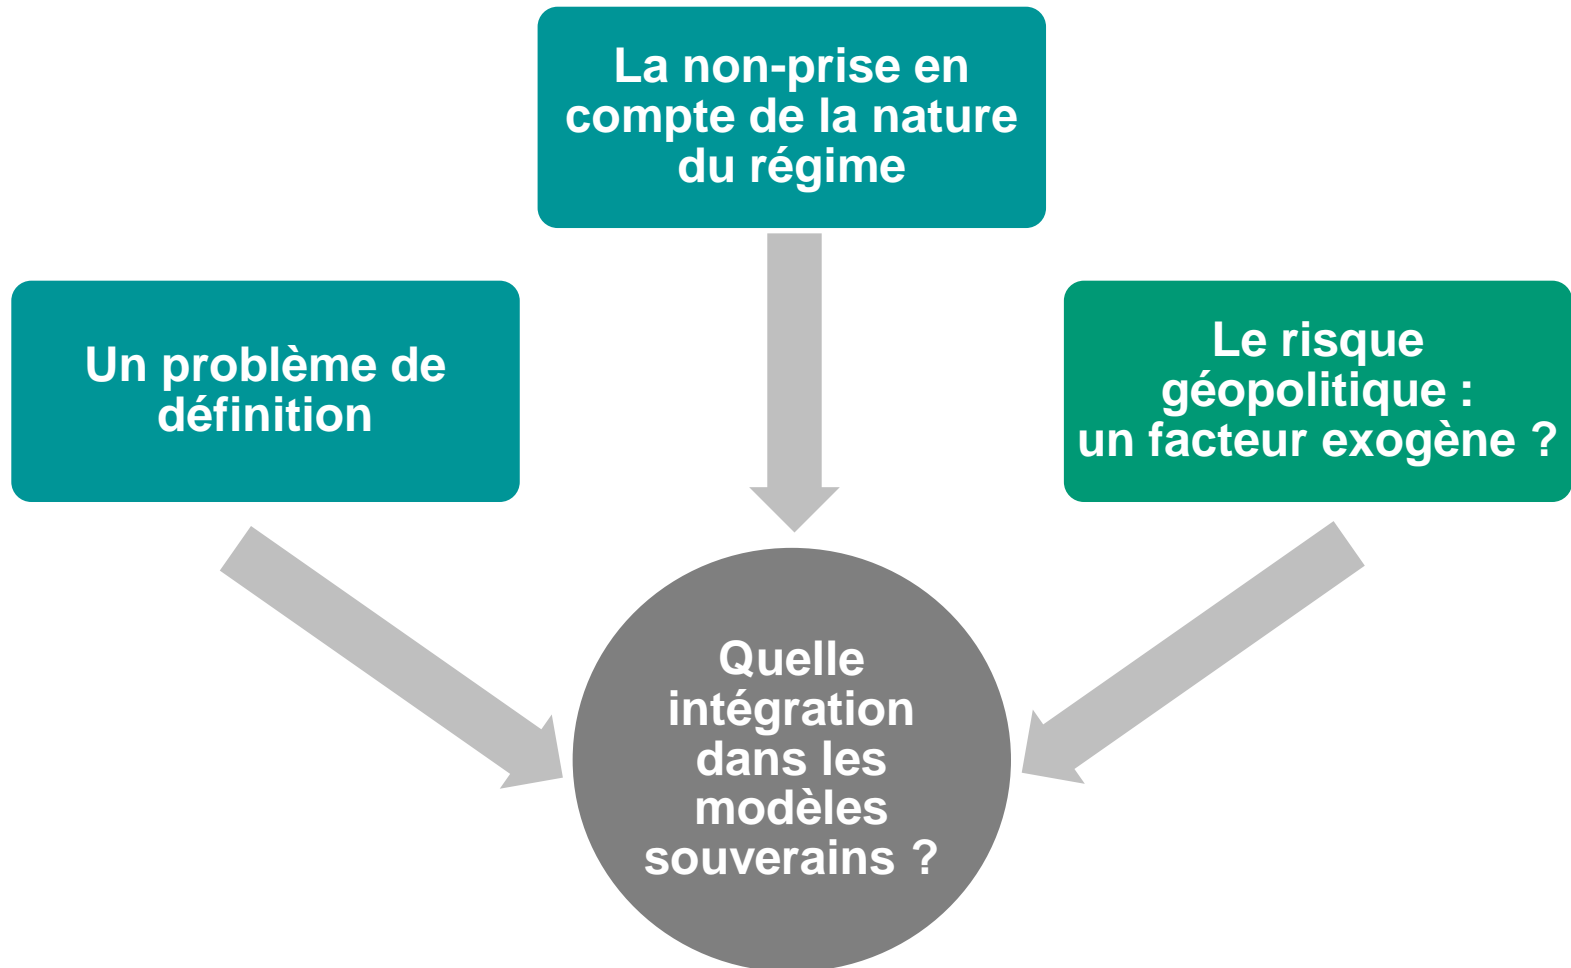 La non-prise en
compte de la nature
du régime
Un problème de
définition
Le risque
géopolitique :
un facteur exogène ?
Quelle
intégration
dans les
modèles
souverains ?